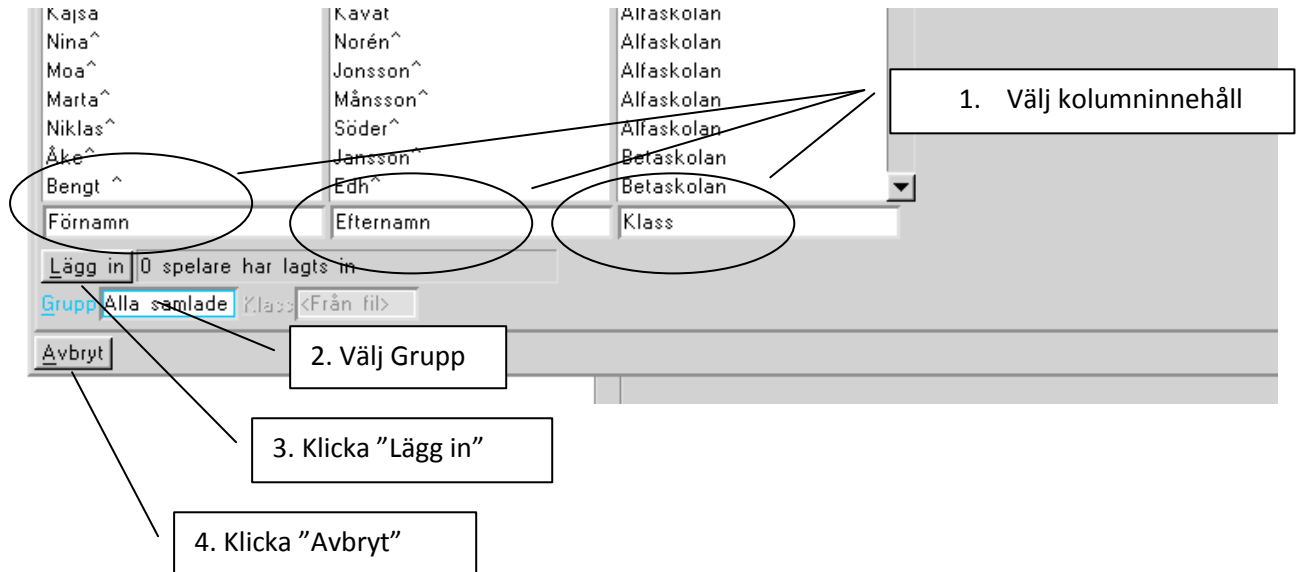 Kajsa Kavat Alfaskolan
Nina^ Norén^ Alfaskolan
Moa^ Jonsson^ Alfaskolan
Marta^ Månsson^ Alfaskolan
Niklas^ Söder^ Alfaskolan
Åke^ Jansson^ Betaskolan
Bengt ^ Edh^ Betaskolan
Förnamn Efternamn Klass
1. Välj kolumninnehåll
Lägg in 0 spelare har lagts in
Grupp Alla samlade Klass <Från fil>
Avbryt
2. Välj Grupp
3. Klicka ”Lägg in”
4. Klicka ”Avbryt”